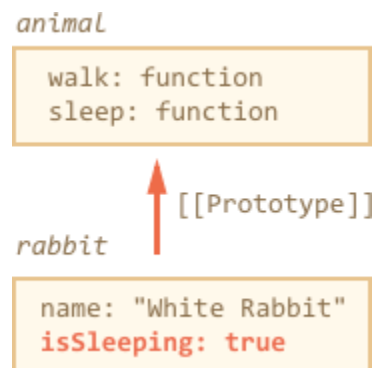 animal
walk: function
sleep: function
[[Prototype]]
rabbit
name: "White Rabbit"
isSleeping: true